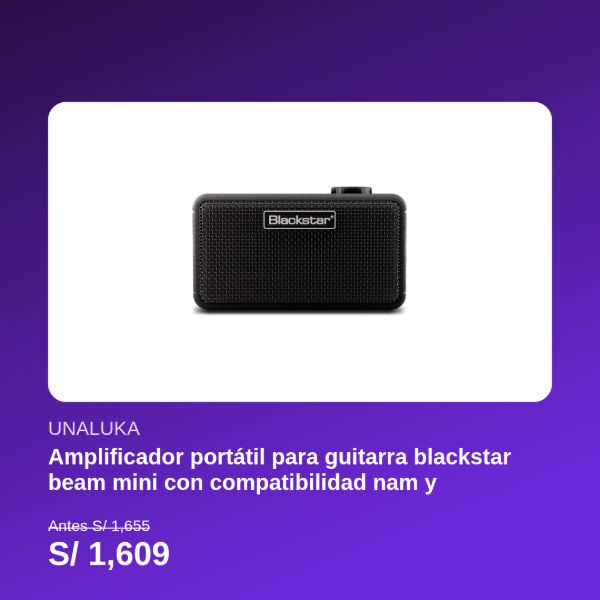 Blackstar
UNALUKA
Amplificador portátil para guitarra blackstar
beam mini con compatibilidad nam y
Antes S/ 1,655
S/ 1,609